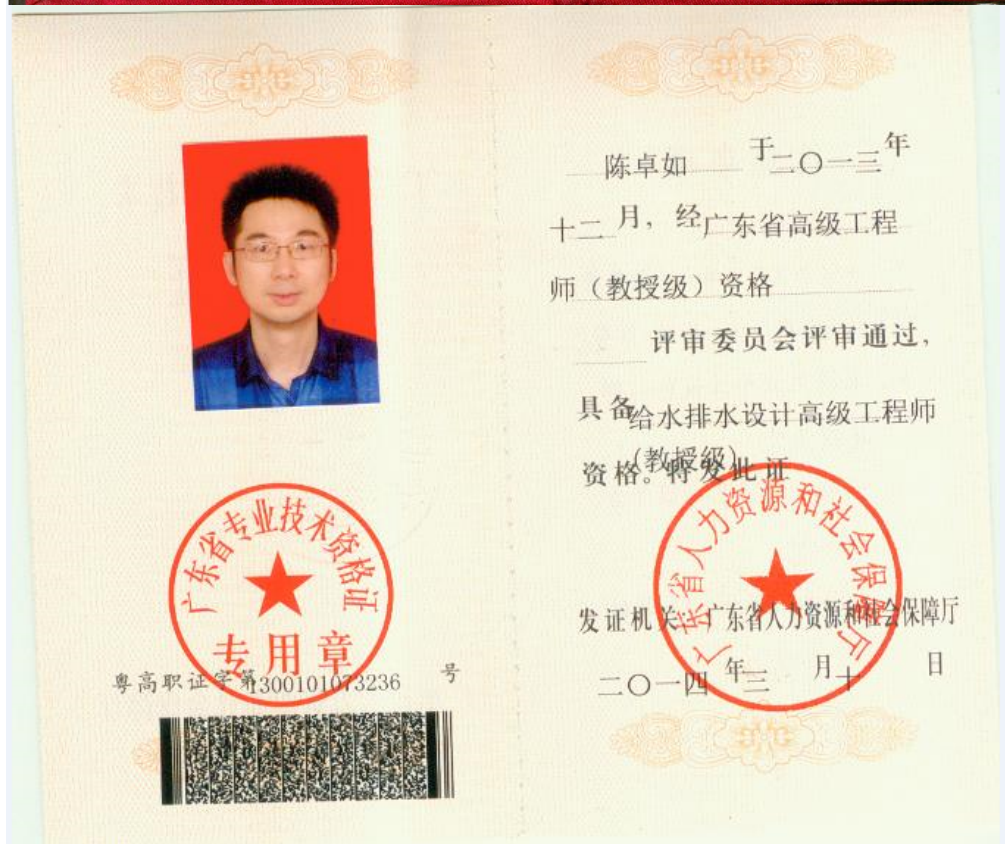 广东省专业技术资格证
专用章
粤高职证字第1300101073236号
陈卓如 于二〇一三年
十二月，经广东省高级工程
师（教授级）资格
评审委员会评审通过，
具备给水排水设计高级工程师
（教授级）
资格。特发此证
广东省人力资源和社会保障厅
发证机关：广东省人力资源和社会保障厅
二〇一四年三月十日